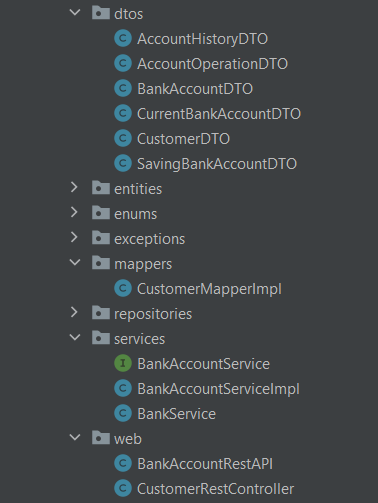 dtos
C AccountHistoryDTO
C AccountOperationDTO
C BankAccountDTO
C CurrentBankAccountDTO
C CustomerDTO
C SavingBankAccountDTO
entities
enums
exceptions
mappers
C CustomerMapperImpl
repositories
services
I BankAccountService
C BankAccountServiceImpl
C BankService
web
C BankAccountRestAPI
C CustomerRestController